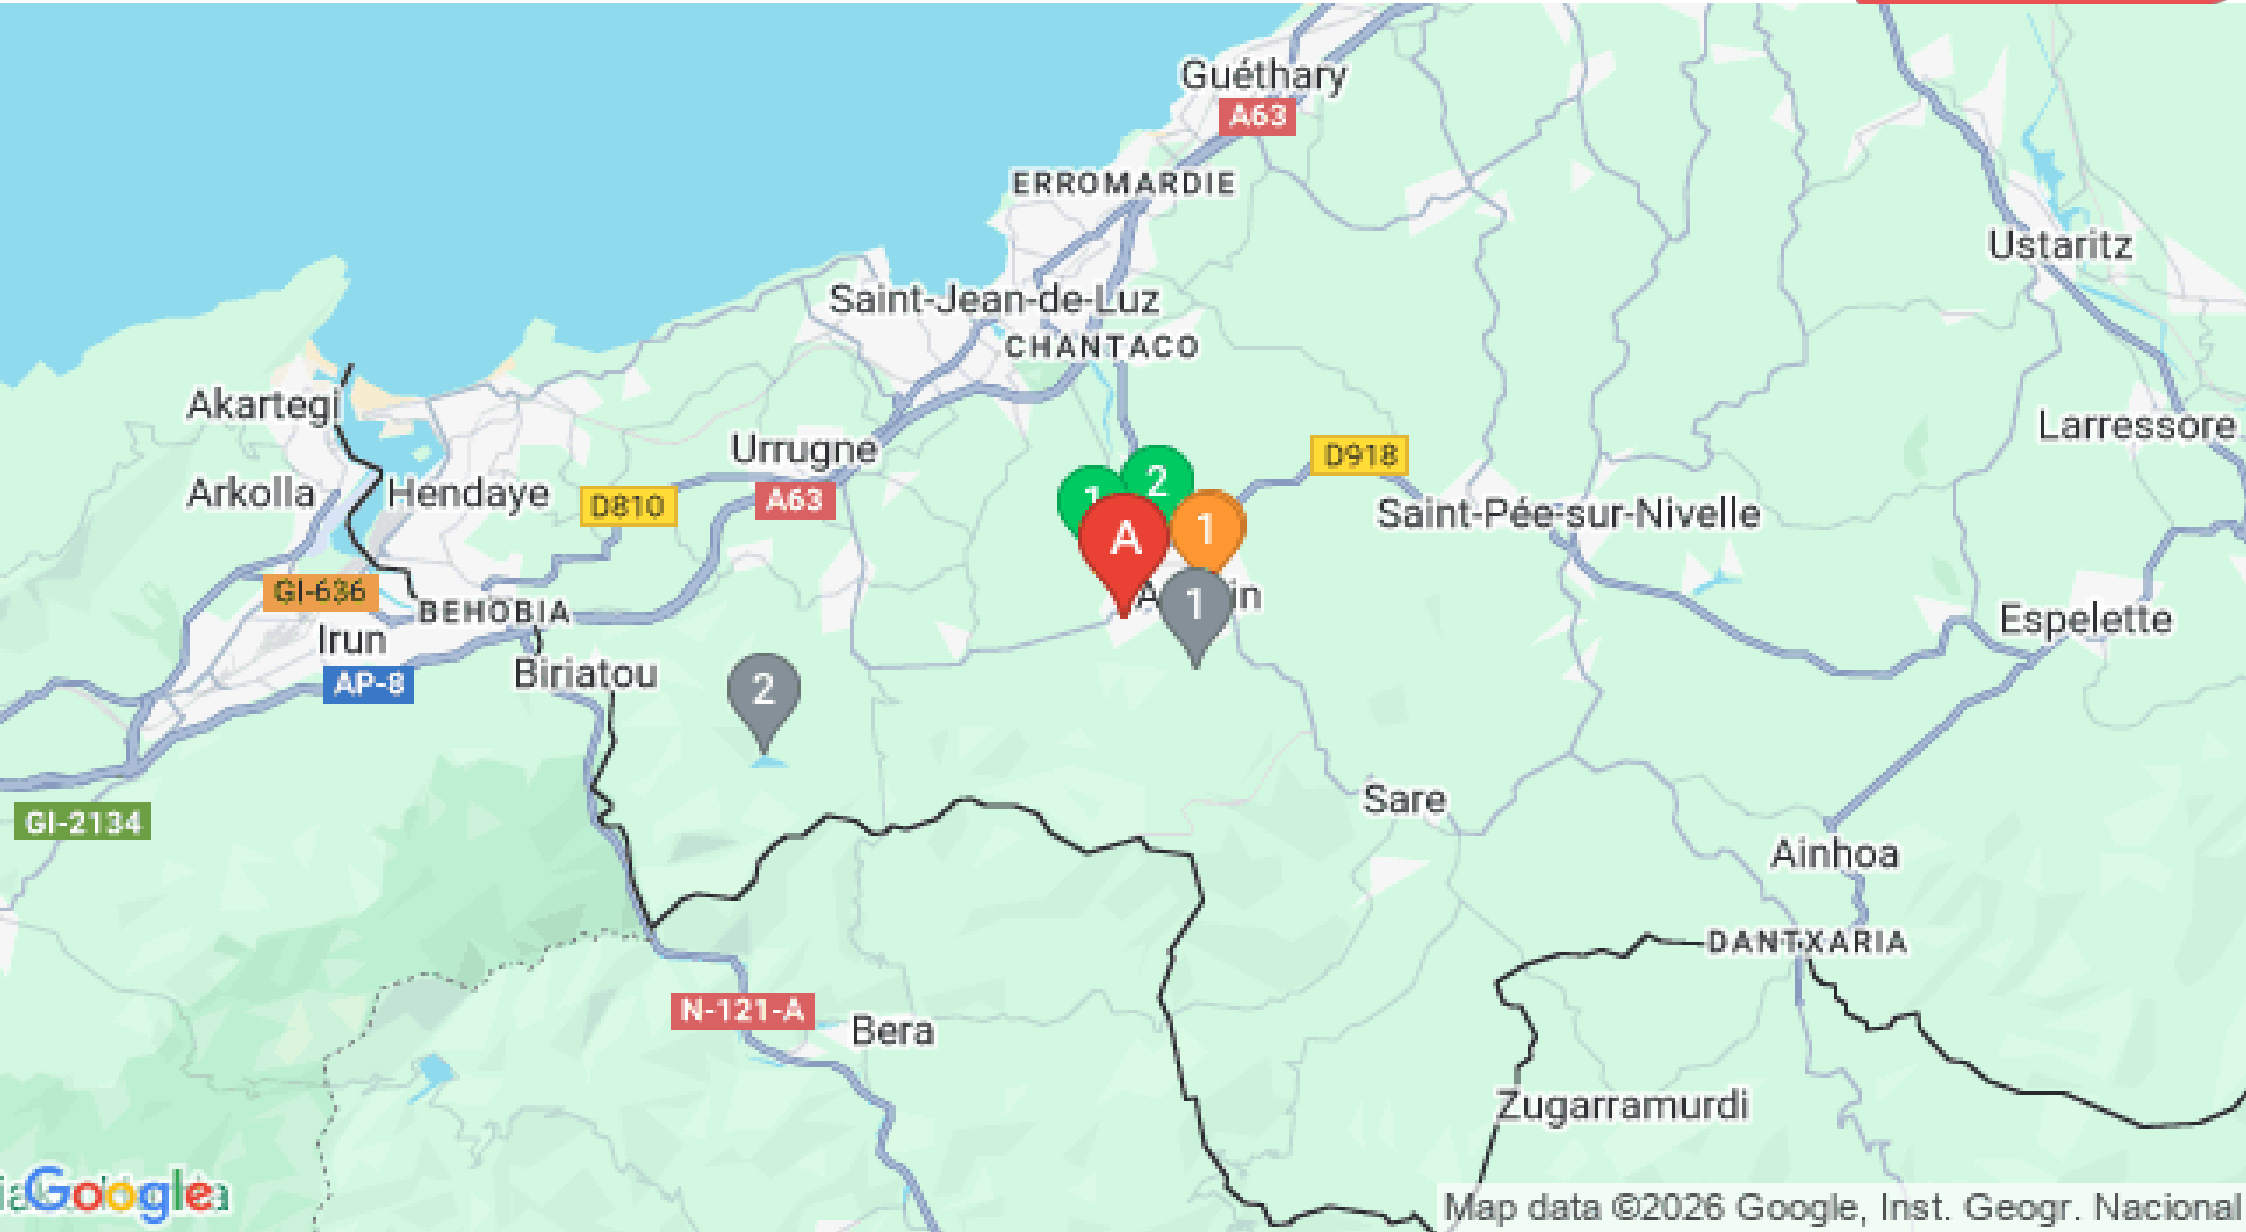 Guéthary
A63
ERROMARDIE
Ustaritz
Saint-Jean-de-Luz
CHANTACO
Akartegi
Larressore
Urrugne
D918
Arkolla
Hendaye
D810
A63
1
2
A
1
Saint-Pée-sur-Nivelle
GI-636
BEHOBIA
1
Espelette
Irun
Biriatou
AP-8
2
Sare
GI-2134
Ainhoa
DANTXARIA
N-121-A
Bera
Zugarramurdi
Google
Map data ©2026 Google, Inst. Geogr. Nacional